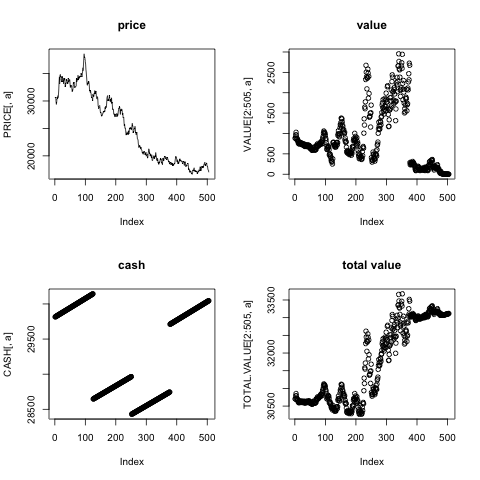 price
PRICE[, a]
20000 30000
0 100 200 300 400 500
Index
value
VALUE[2:505, a]
0 500 1500 2500
0 100 200 300 400 500
Index
cash
CASH[, a]
28500 29500
0 100 200 300 400 500
Index
total value
TOTAL.VALUE[2:505, a]
30500 32000 33500
0 100 200 300 400 500
Index